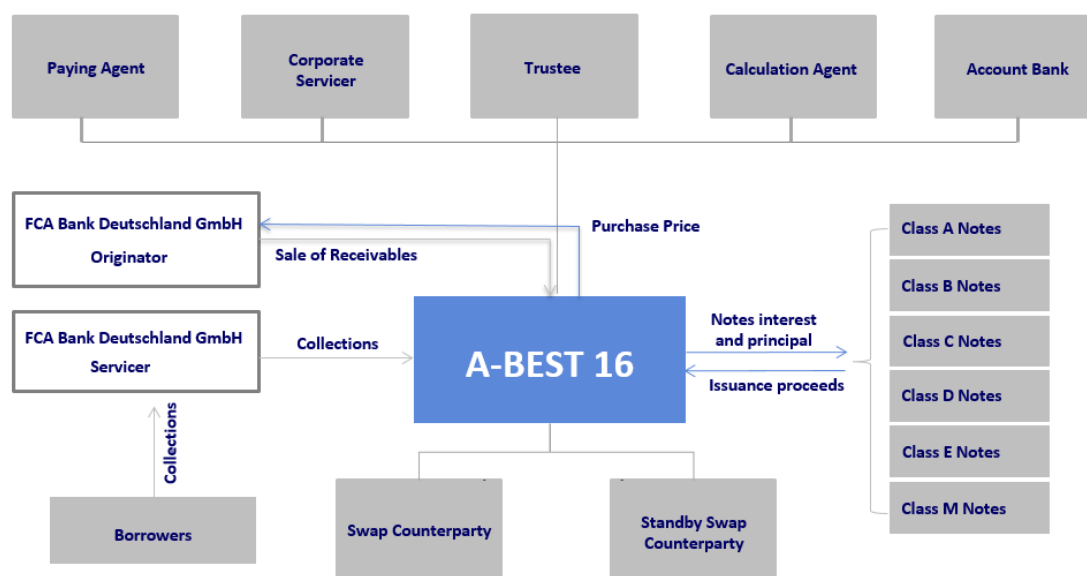 Paying Agent
Corporate
Servicer
Trustee
Calculation Agent
Account Bank
FCA Bank Deutschland GmbH
Originator
Purchase Price
Sale of Receivables
FCA Bank Deutschland GmbH
Servicer
Collections
A-BEST 16
Notes interest
and principal
Issuance proceeds
Class A Notes
Class B Notes
Class C Notes
Class D Notes
Class E Notes
Class M Notes
Collections
Borrowers
Swap Counterparty
Standby Swap
Counterparty